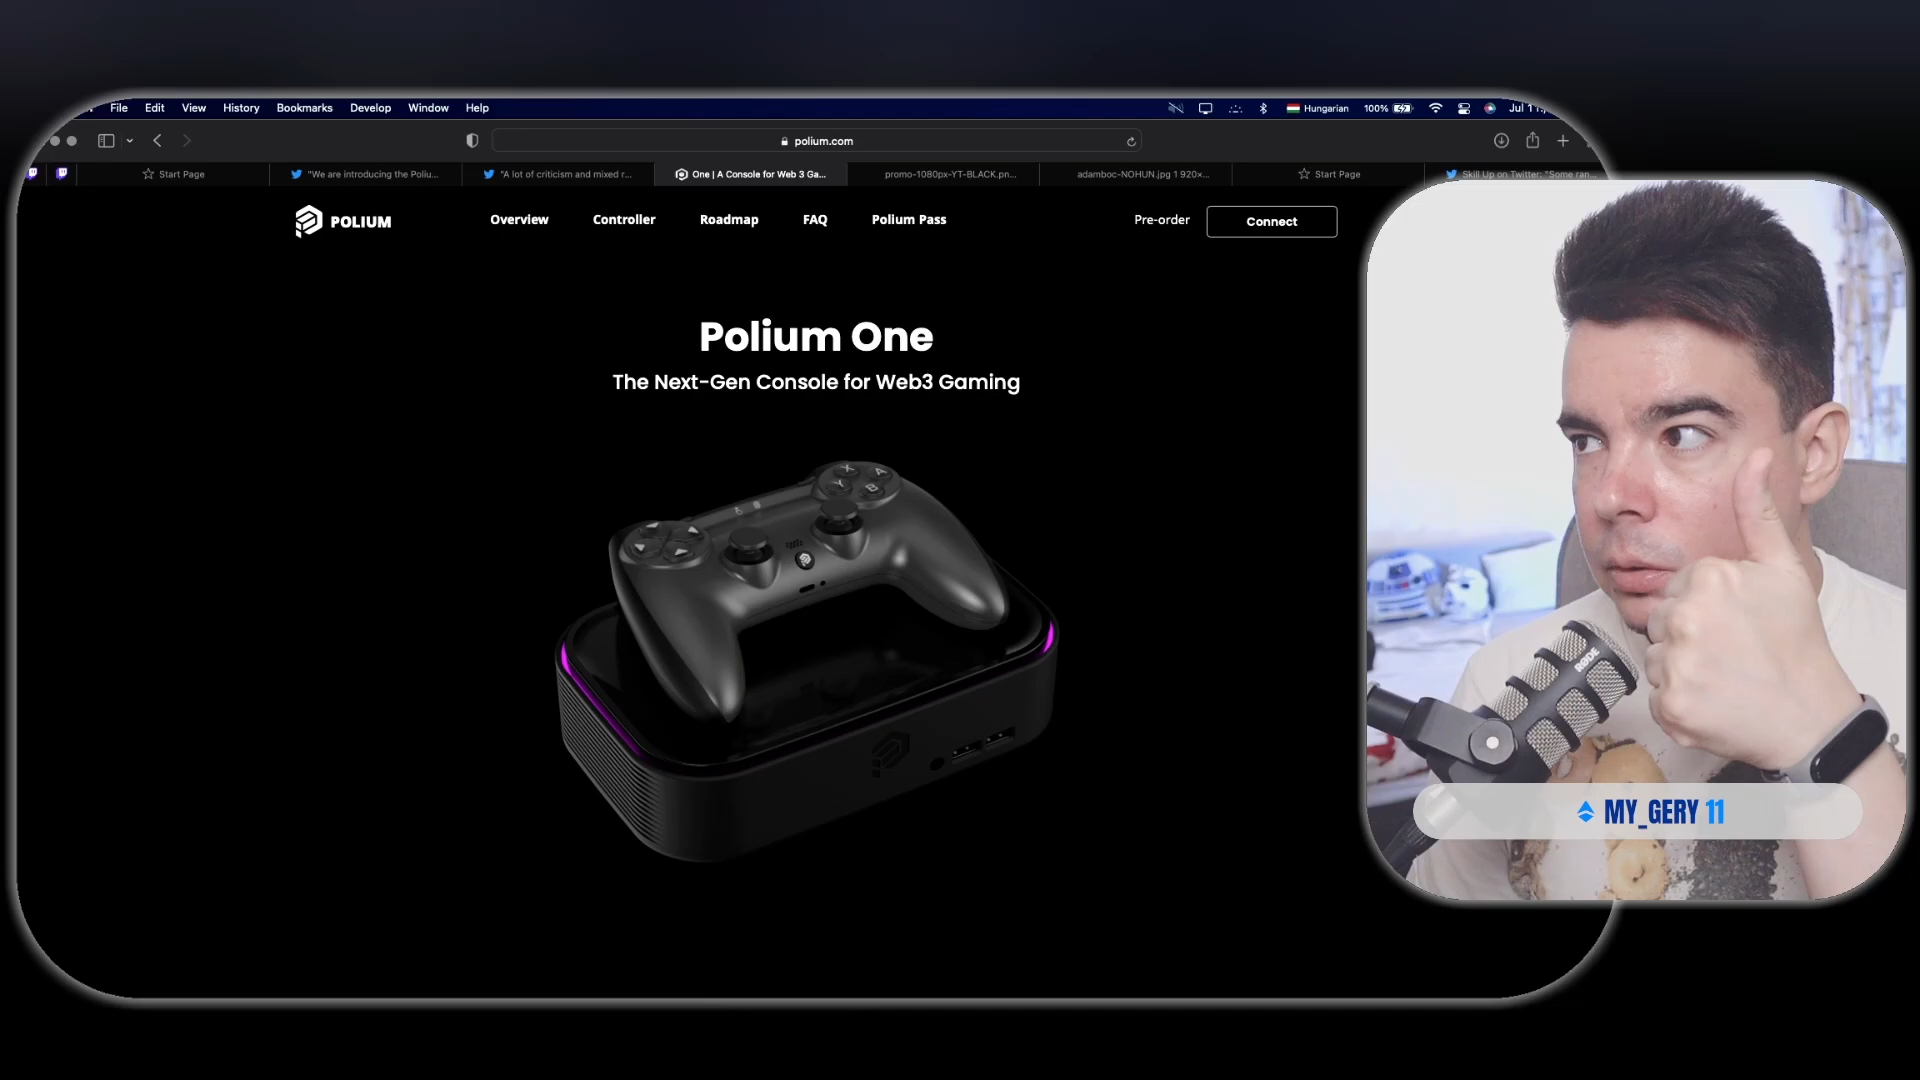 File Edit View History Bookmarks Develop Window Help
Hungarian 100%
polium.com
Start Page
"We are introducing the Poliu...
"A lot of criticism and mixed r...
One | A Console for Web 3 Ga...
promo-1080px-YT-BLACK.pn...
adamboc-NOHUN.jpg 1 920×...
Start Page
Skill Up on Twitter: "Some ran...
POLIUM
Overview Controller Roadmap FAQ Polium Pass
Pre-order Connect
Polium One
The Next-Gen Console for Web3 Gaming
X A
Y B
RØDE
MY_GERY 11